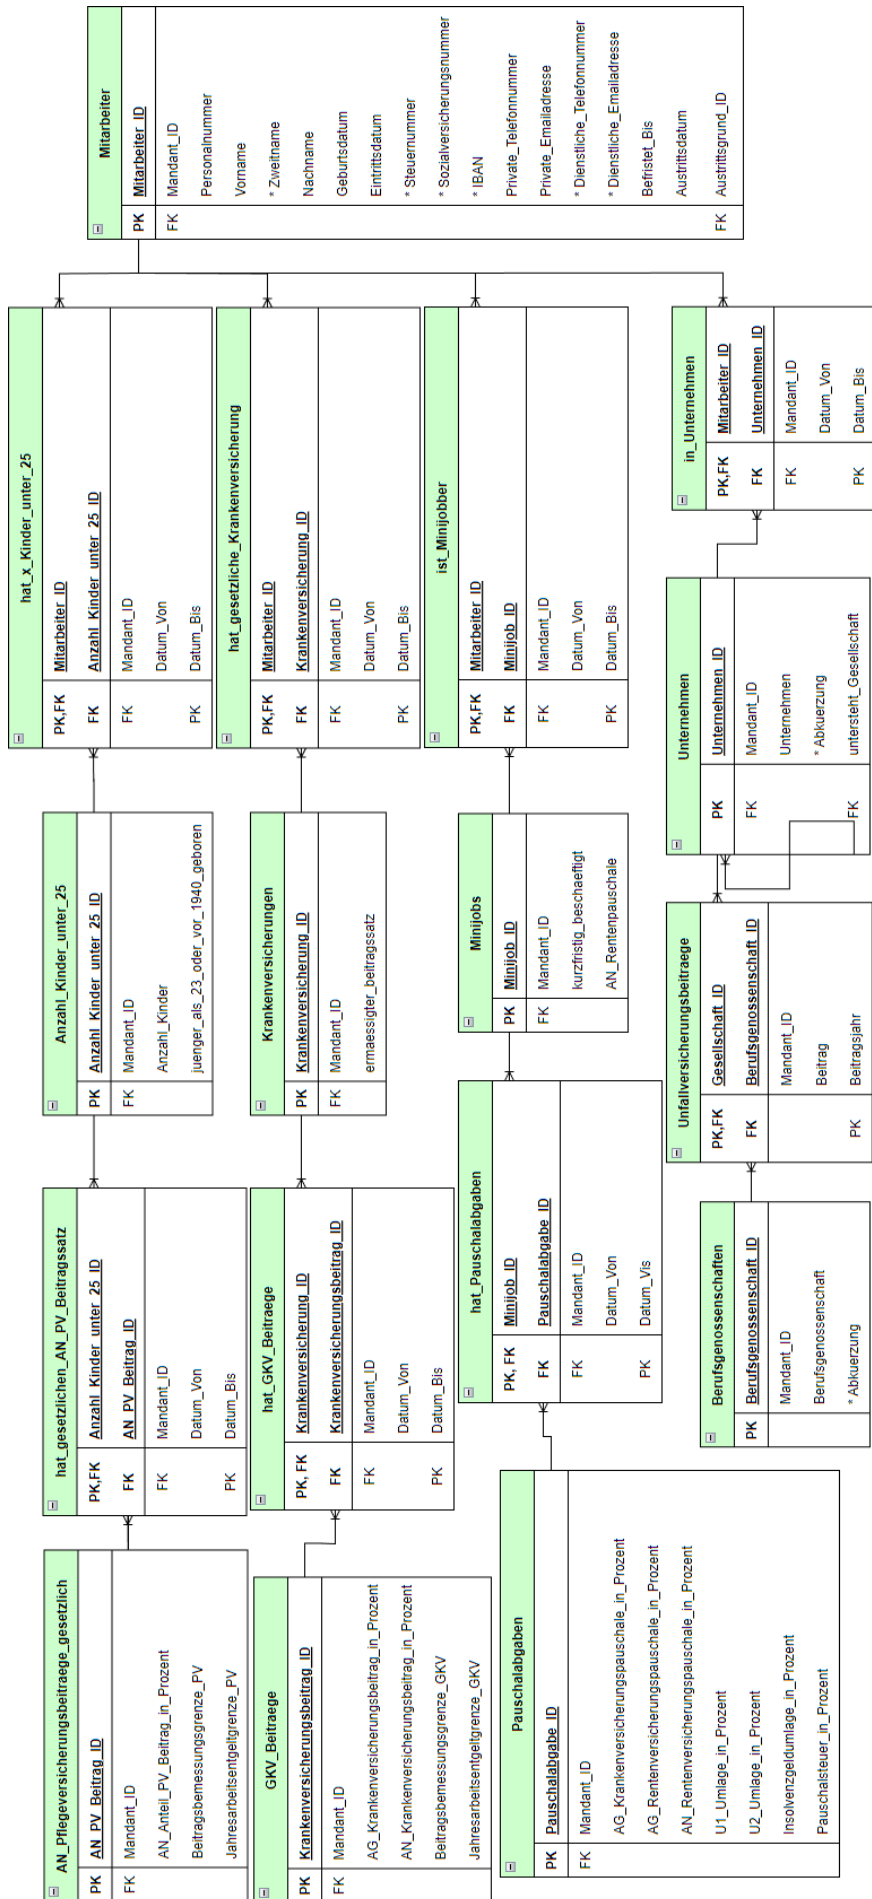 Mitarbeiter
PK Mitarbeiter_ID
FK Mandant_ID
Personalnummer
Vorname
* Zweitname
Nachname
Geburtsdatum
Eintrittsdatum
* Steuernummer
* Sozialversicherungsnummer
* IBAN
Private_Telefonnummer
Private_Emailadresse
* Dienstliche_Telefonnummer
* Dienstliche_Emailadresse
Befristet_Bis
Austrittsdatum
FK Austrittsgrund_ID
hat_x_Kinder_unter_25
PK,FK Mitarbeiter_ID
FK Anzahl_Kinder_unter_25_ID
FK Mandant_ID
Datum_Von
PK Datum_Bis
hat_gesetzliche_Krankenversicherung
PK,FK Mitarbeiter_ID
FK Krankenversicherung_ID
FK Mandant_ID
Datum_Von
PK Datum_Bis
ist_Minijobber
PK,FK Mitarbeiter_ID
FK Minijob_ID
FK Mandant_ID
Datum_Von
PK Datum_Bis
in_Unternehmen
PK,FK Mitarbeiter_ID
FK Unternehmen_ID
FK Mandant_ID
Datum_Von
PK Datum_Bis
Anzahl_Kinder_unter_25
PK Anzahl_Kinder_unter_25_ID
FK Mandant_ID
Anzahl_Kinder
juenger_als_23_oder_vor_1940_geboren
Krankenversicherungen
PK Krankenversicherung_ID
FK Mandant_ID
ermaessigter_beitragssatz
Minijobs
PK Minijob_ID
FK Mandant_ID
kurzfristig_beschaeftigt
AN_Rentenpauschale
Unternehmen
PK Unternehmen_ID
FK Mandant_ID
Unternehmen
* Abkuerzung
FK untersteht_Gesellschaft
hat_gesetzlichen_AN_PV_Beitragssatz
PK,FK Anzahl_Kinder_unter_25_ID
FK AN_PV_Beitrag_ID
FK Mandant_ID
Datum_Von
PK Datum_Bis
hat_GKV_Beitraege
PK, FK Krankenversicherung_ID
FK Krankenversicherungsbeitrag_ID
FK Mandant_ID
Datum_Von
PK Datum_Bis
hat_Pauschalabgaben
PK, FK Minijob_ID
FK Pauschalabgabe_ID
FK Mandant_ID
Datum_Von
PK Datum_Vis
Unfallversicherungsbeitraege
PK,FK Gesellschaft_ID
FK Berufsgenossenschaft_ID
Mandant_ID
Beitrag
PK Beitragsjahr
AN_Pflegeversicherungsbeitraege_gesetzlich
PK AN_PV_Beitrag_ID
FK Mandant_ID
AN_Anteil_PV_Beitrag_in_Prozent
Beitragsbemessungsgrenze_PV
Jahresarbeitsentgeltgrenze_PV
GKV_Beitraege
PK Krankenversicherungsbeitrag_ID
FK Mandant_ID
AG_Krankenversicherungsbeitrag_in_Prozent
AN_Krankenversicherungsbeitrag_in_Prozent
Beitragsbemessungsgrenze_GKV
Jahresarbeitsentgeltgrenze_GKV
Pauschalabgaben
PK Pauschalabgabe_ID
FK Mandant_ID
AG_Krankenversicherungspauschale_in_Prozent
AG_Rentenversicherungspauschale_in_Prozent
AN_Rentenversicherungspauschale_in_Prozent
U1_Umlage_in_Prozent
U2_Umlage_in_Prozent
Insolvenzgeldumlage_in_Prozent
Pauschalsteuer_in_Prozent
Berufsgenossenschaften
PK Berufsgenossenschaft_ID
Mandant_ID
Berufsgenossenschaft
* Abkuerzung